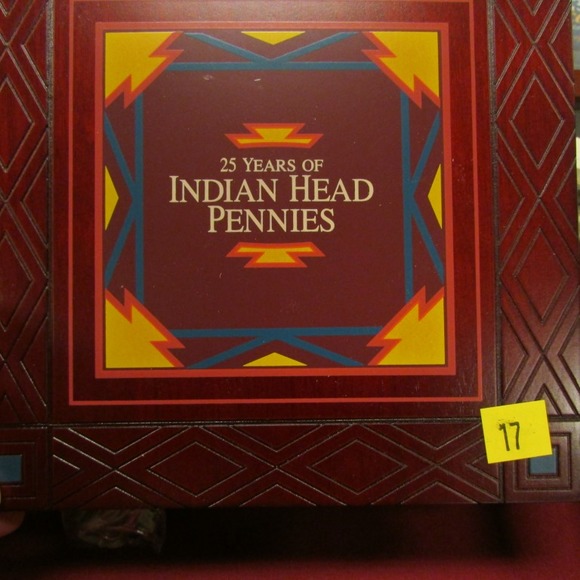 25 YEARS OF
INDIAN HEAD
PENNIES
17